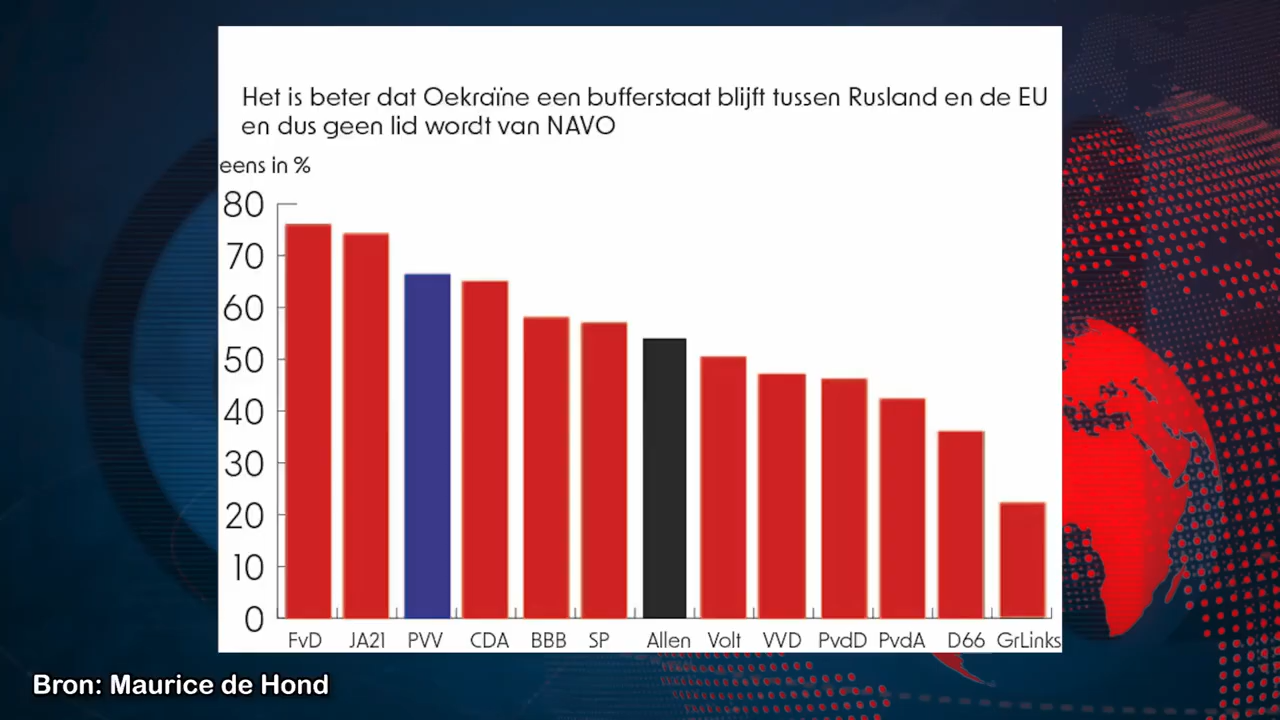 Het is beter dat Oekraïne een bufferstaat blijft tussen Rusland en de EU
en dus geen lid wordt van NAVO
eens in %
80
70
60
50
40
30
20
10
0
FvD JA21 PVV CDA BBB SP Allen Volt VVD PvdD PvdA D66 GrLinks
Bron: Maurice de Hond